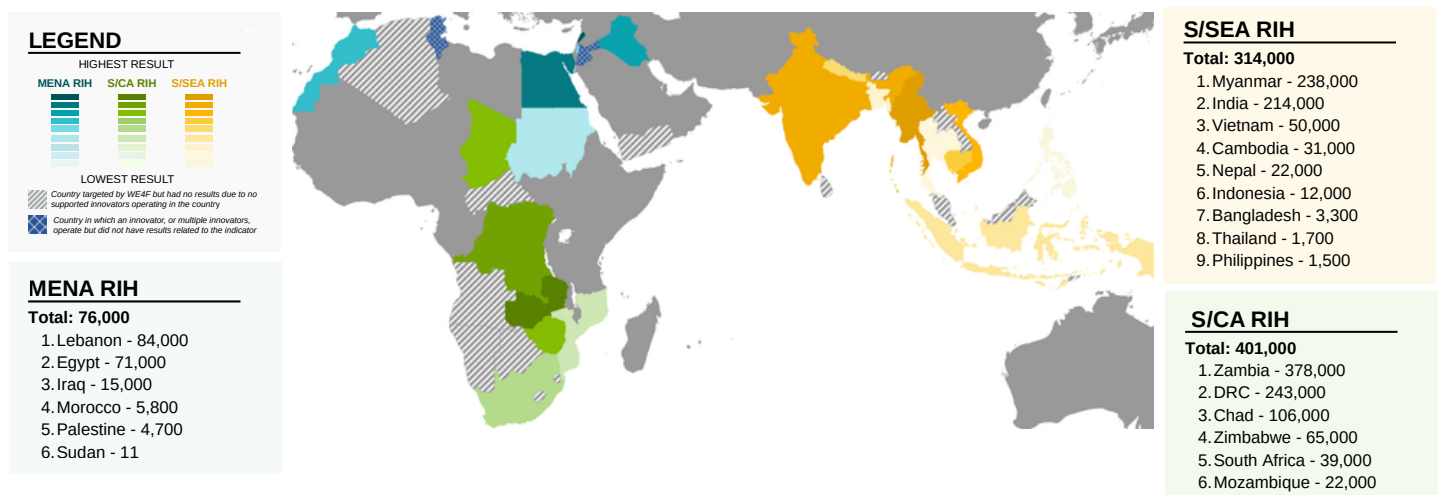 LEGEND
HIGHEST RESULT
MENA RIH S/CA RIH S/SEA RIH
LOWEST RESULT
Country targeted by WE4F but had no results due to no
supported innovators operating in the country
Country in which an innovator, or multiple innovators,
operate but did not have results related to the indicator
MENA RIH
Total: 76,000
1. Lebanon - 84,000
2. Egypt - 71,000
3. Iraq - 15,000
4. Morocco - 5,800
5. Palestine - 4,700
6. Sudan - 11
S/SEA RIH
Total: 314,000
1. Myanmar - 238,000
2. India - 214,000
3. Vietnam - 50,000
4. Cambodia - 31,000
5. Nepal - 22,000
6. Indonesia - 12,000
7. Bangladesh - 3,300
8. Thailand - 1,700
9. Philippines - 1,500
S/CA RIH
Total: 401,000
1. Zambia - 378,000
2. DRC - 243,000
3. Chad - 106,000
4. Zimbabwe - 65,000
5. South Africa - 39,000
6. Mozambique - 22,000